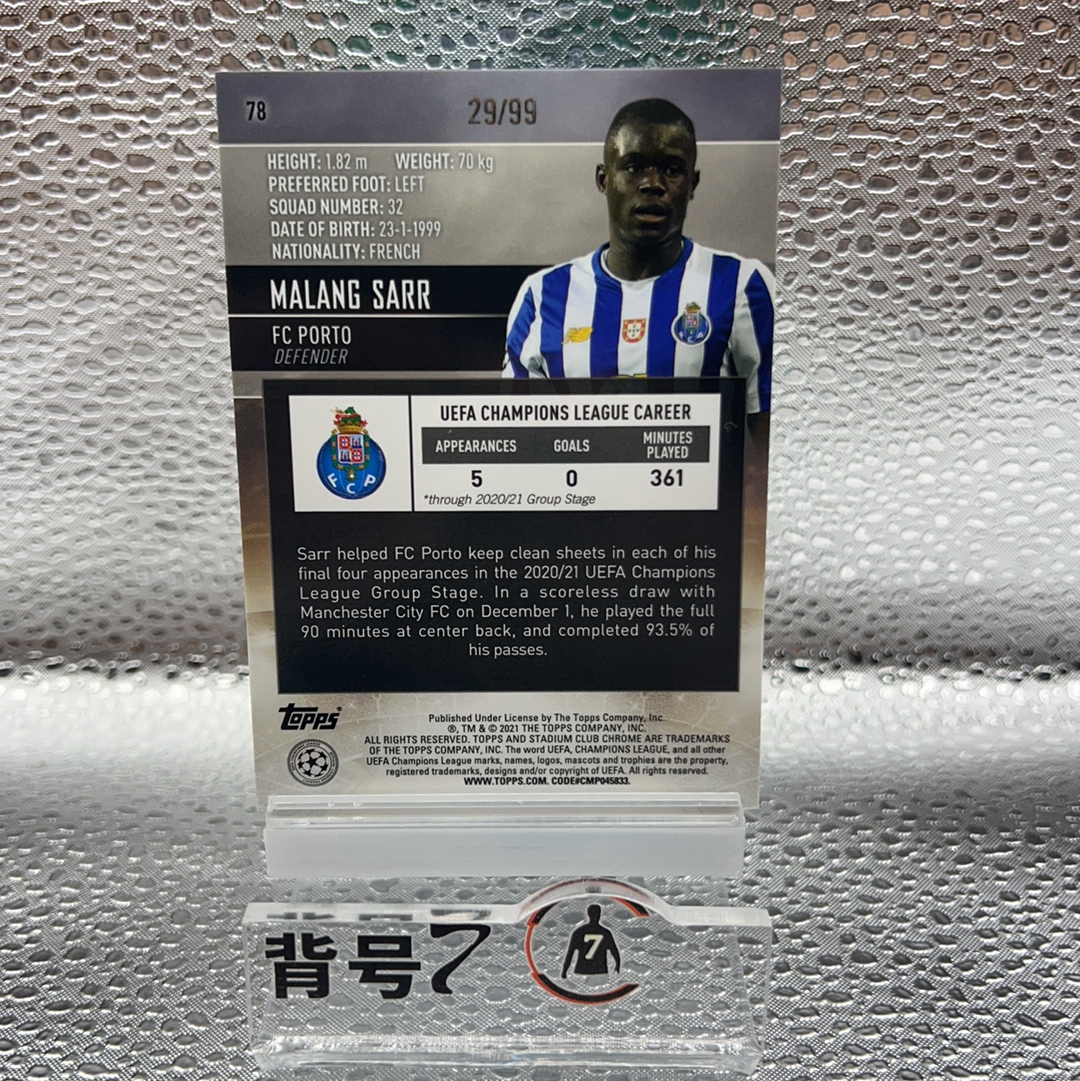 78
29/99
HEIGHT: 1.82 m WEIGHT: 70 kg
PREFERRED FOOT: LEFT
SQUAD NUMBER: 32
DATE OF BIRTH: 23-1-1999
NATIONALITY: FRENCH
MALANG SARR
FC PORTO
DEFENDER
FCP
UEFA CHAMPIONS LEAGUE CAREER
APPEARANCES GOALS MINUTES PLAYED
5 0 361
*through 2020/21 Group Stage
Sarr helped FC Porto keep clean sheets in each of his
final four appearances in the 2020/21 UEFA Champions
League Group Stage. In a scoreless draw with
Manchester City FC on December 1, he played the full
90 minutes at center back, and completed 93.5% of
his passes.
topps
Published Under License by The Topps Company, Inc.
®, TM & © 2021 THE TOPPS COMPANY, INC.
ALL RIGHTS RESERVED. TOPPS AND STADIUM CLUB CHROME ARE TRADEMARKS
OF THE TOPPS COMPANY, INC. The word UEFA, CHAMPIONS LEAGUE, and all other
UEFA Champions League marks, names, logos, mascots and trophies are the property,
registered trademarks, designs and/or copyright of UEFA. All rights reserved.
WWW.TOPPS.COM. CODE#CMP045833.
背号7
7